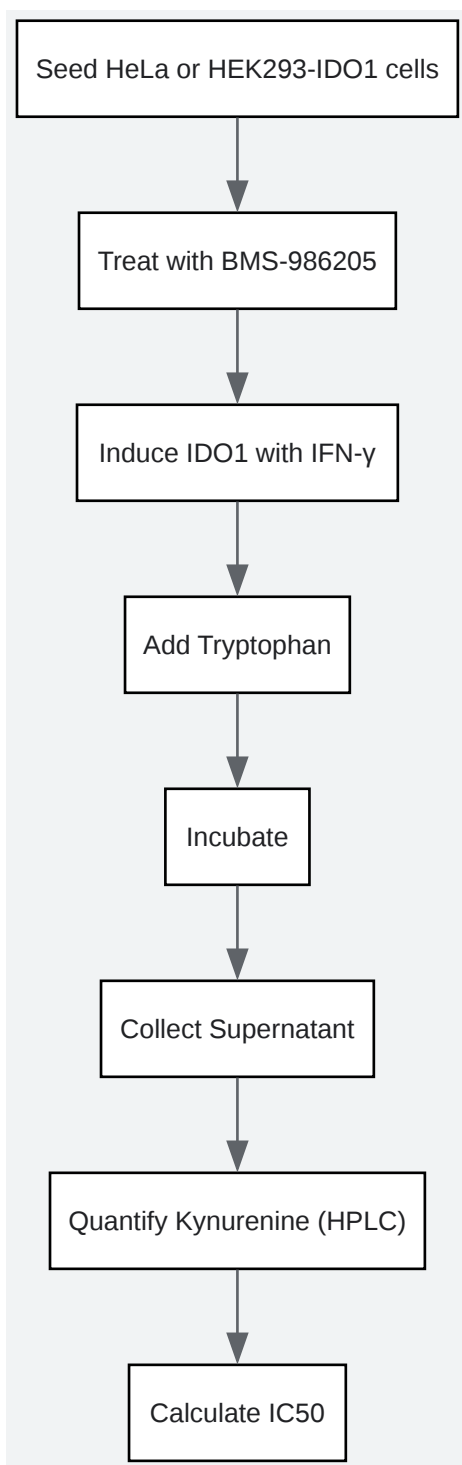 Seed HeLa or HEK293-IDO1 cells
Treat with BMS-986205
Induce IDO1 with IFN-γ
Add Tryptophan
Incubate
Collect Supernatant
Quantify Kynurenine (HPLC)
Calculate IC50